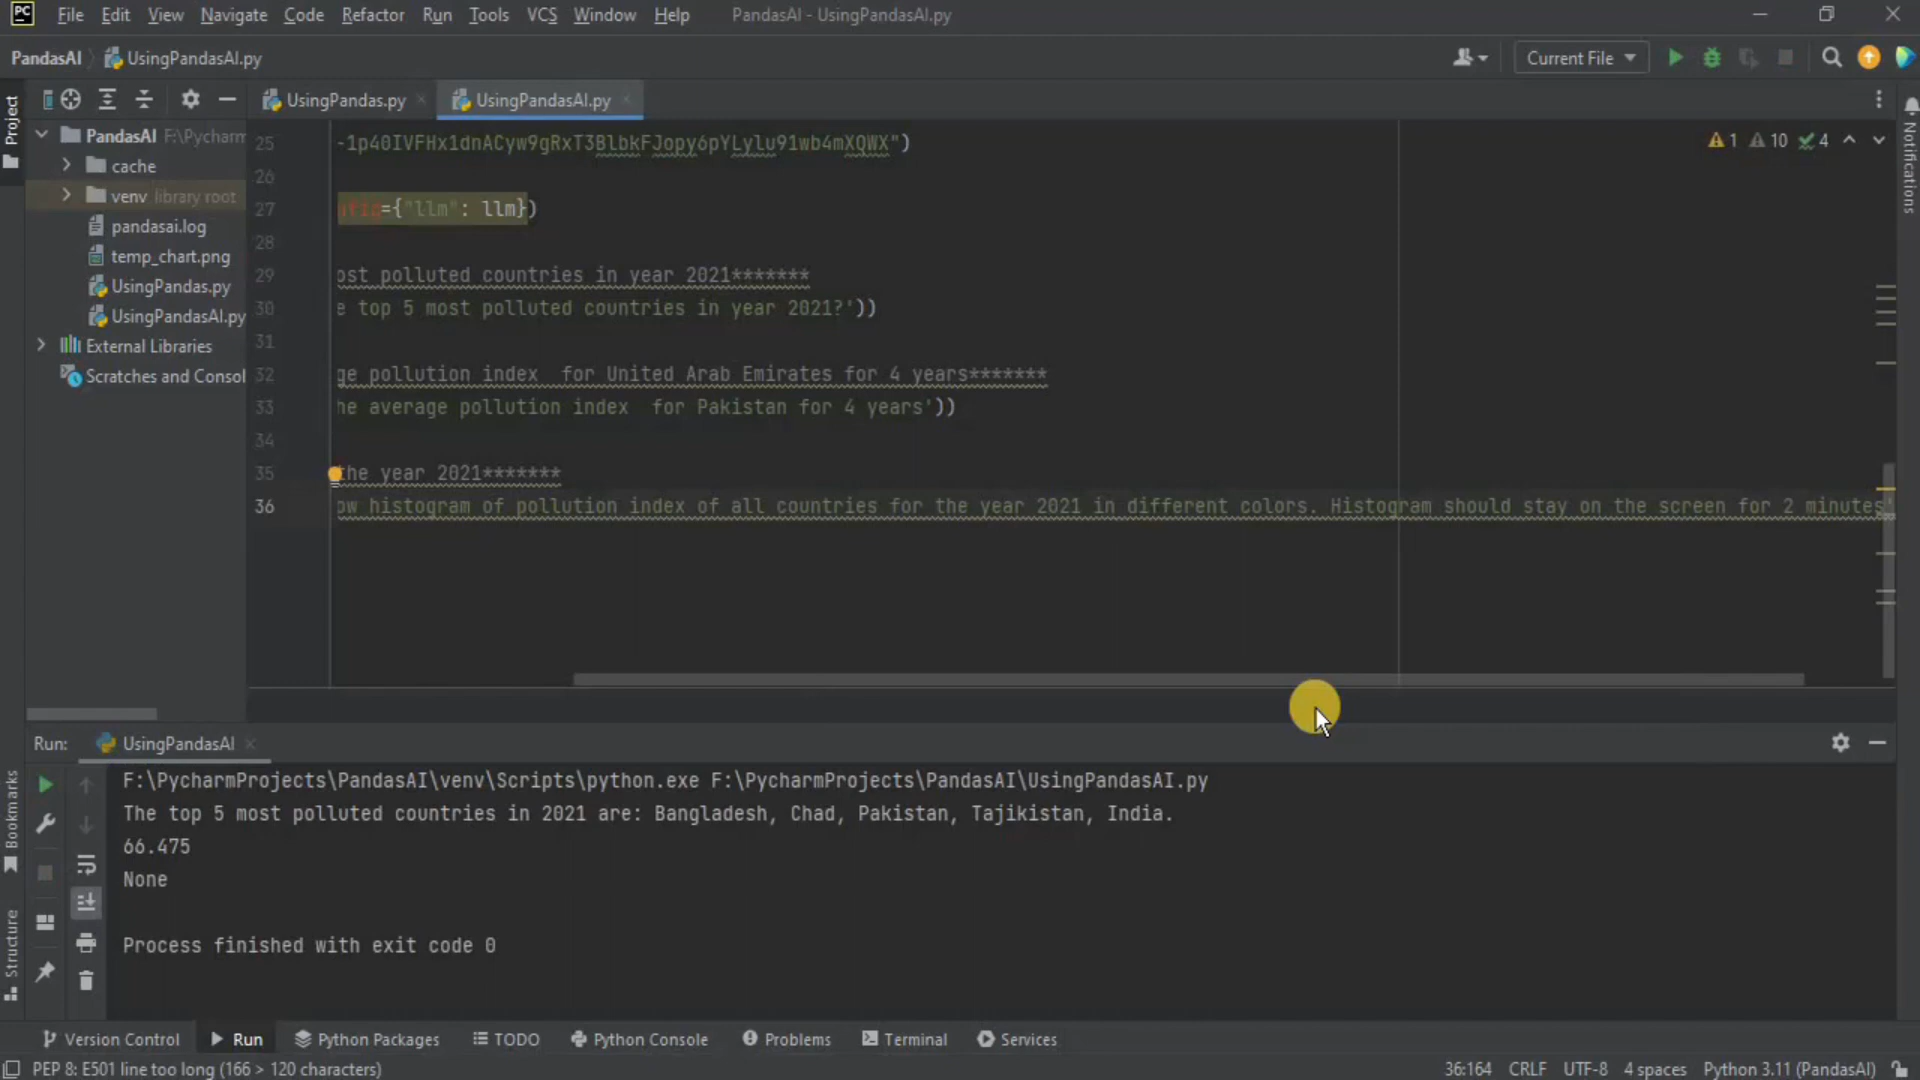 PC File Edit View Navigate Code Refactor Run Tools VCS Window Help PandasAI - UsingPandasAI.py
PandasAI UsingPandasAI.py Current File
Project UsingPandas.py UsingPandasAI.py Notifications
PandasAI F:\Pycharm
cache
venv library root
pandasai.log
temp_chart.png
UsingPandas.py
UsingPandasAI.py
External Libraries
Scratches and Consol
1 10 4
25 -1p40IVFHx1dnACyw9gRxT3BlbkFJopy6pYLylu91wb4mXQWX")
26
27 nfig={"llm": llm})
28
29 ost polluted countries in year 2021*******
30 e top 5 most polluted countries in year 2021?'))
31
32 ge pollution index  for United Arab Emirates for 4 years*******
33 he average pollution index  for Pakistan for 4 years'))
34
35 the year 2021*******
36 ow histogram of pollution index of all countries for the year 2021 in different colors. Histogram should stay on the screen for 2 minutes'
Run: UsingPandasAI
F:\PycharmProjects\PandasAI\venv\Scripts\python.exe F:\PycharmProjects\PandasAI\UsingPandasAI.py
The top 5 most polluted countries in 2021 are: Bangladesh, Chad, Pakistan, Tajikistan, India.
66.475
None
Process finished with exit code 0
Bookmarks
Structure
Version Control Run Python Packages TODO Python Console Problems Terminal Services
PEP 8: E501 line too long (166 > 120 characters) 36:164 CRLF UTF-8 4 spaces Python 3.11 (PandasAI)